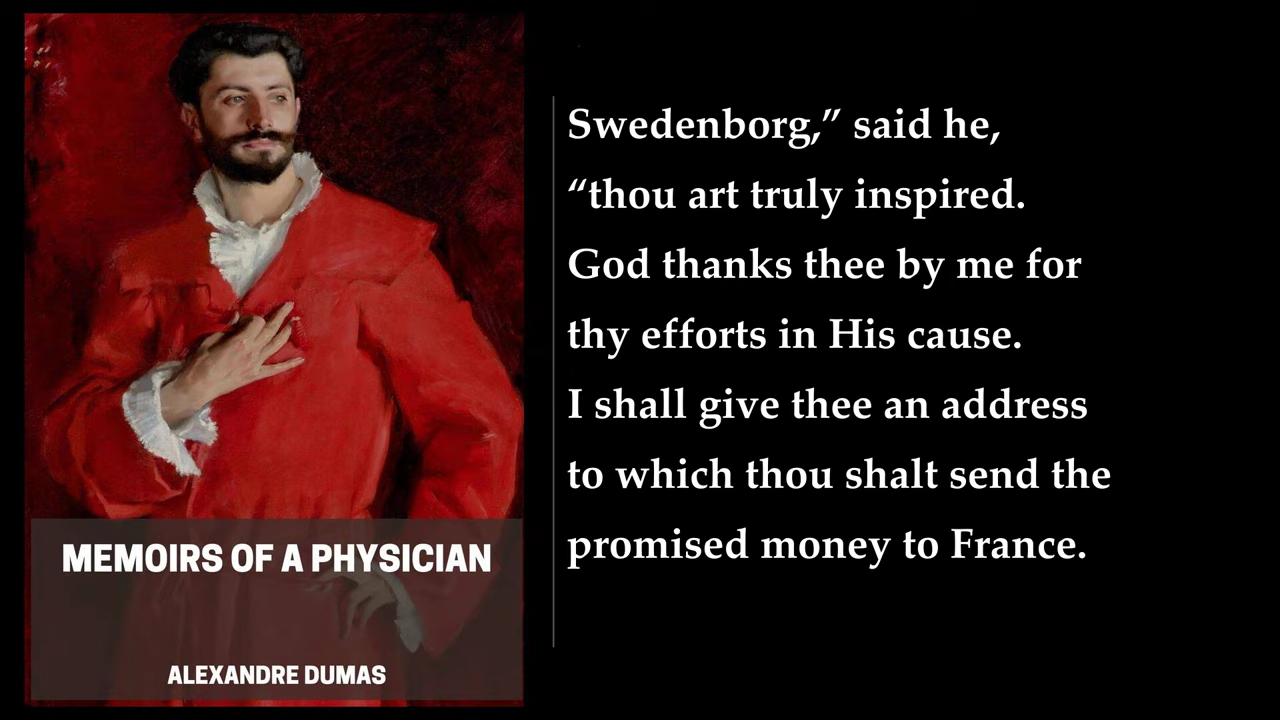 MEMOIRS OF A PHYSICIAN
ALEXANDRE DUMAS
Swedenborg,” said he,
“thou art truly inspired.
God thanks thee by me for
thy efforts in His cause.
I shall give thee an address
to which thou shalt send the
promised money to France.